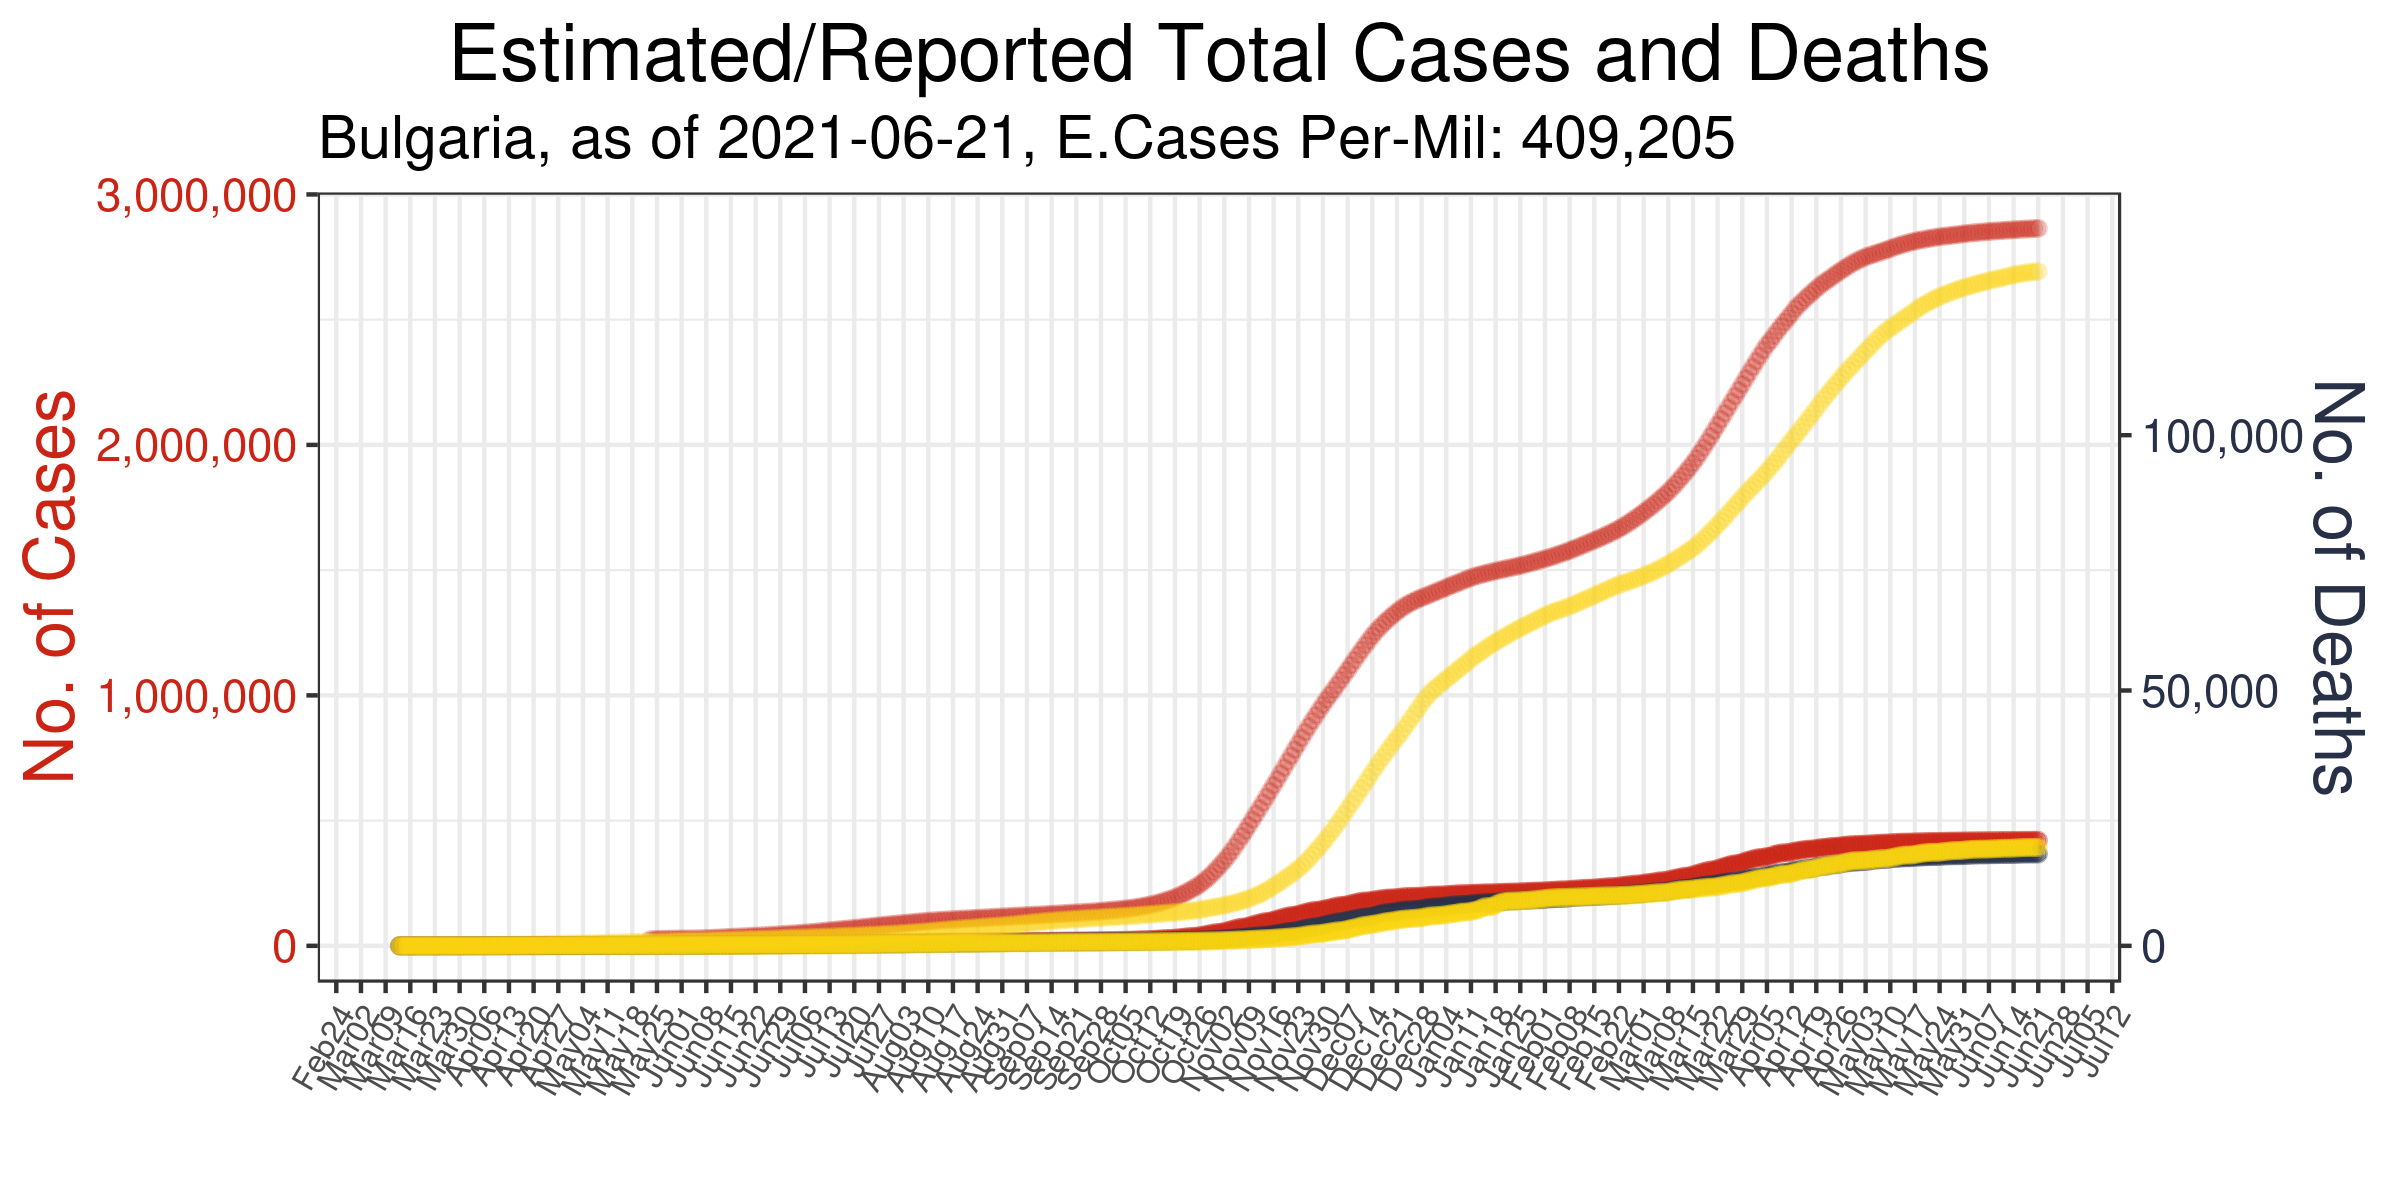 Estimated/Reported Total Cases and Deaths
Bulgaria, as of 2021-06-21, E.Cases Per-Mil: 409,205
No. of Cases
3,000,000
2,000,000
1,000,000
0
100,000
50,000
0
No. of Deaths
Feb24
Mar02
Mar09
Mar16
Mar23
Mar30
Apr06
Apr13
Apr20
Apr27
May04
May11
May18
May25
Jun01
Jun08
Jun15
Jun22
Jun29
Jul06
Jul13
Jul20
Jul27
Aug03
Aug10
Aug17
Aug24
Aug31
Sep07
Sep14
Sep21
Sep28
Oct05
Oct12
Oct19
Oct26
Nov02
Nov09
Nov16
Nov23
Nov30
Dec07
Dec14
Dec21
Dec28
Jan04
Jan11
Jan18
Jan25
Feb01
Feb08
Feb15
Feb22
Mar01
Mar08
Mar15
Mar22
Mar29
Apr05
Apr12
Apr19
Apr26
May03
May10
May17
May24
May31
Jun07
Jun14
Jun21
Jun28
Jul05
Jul12